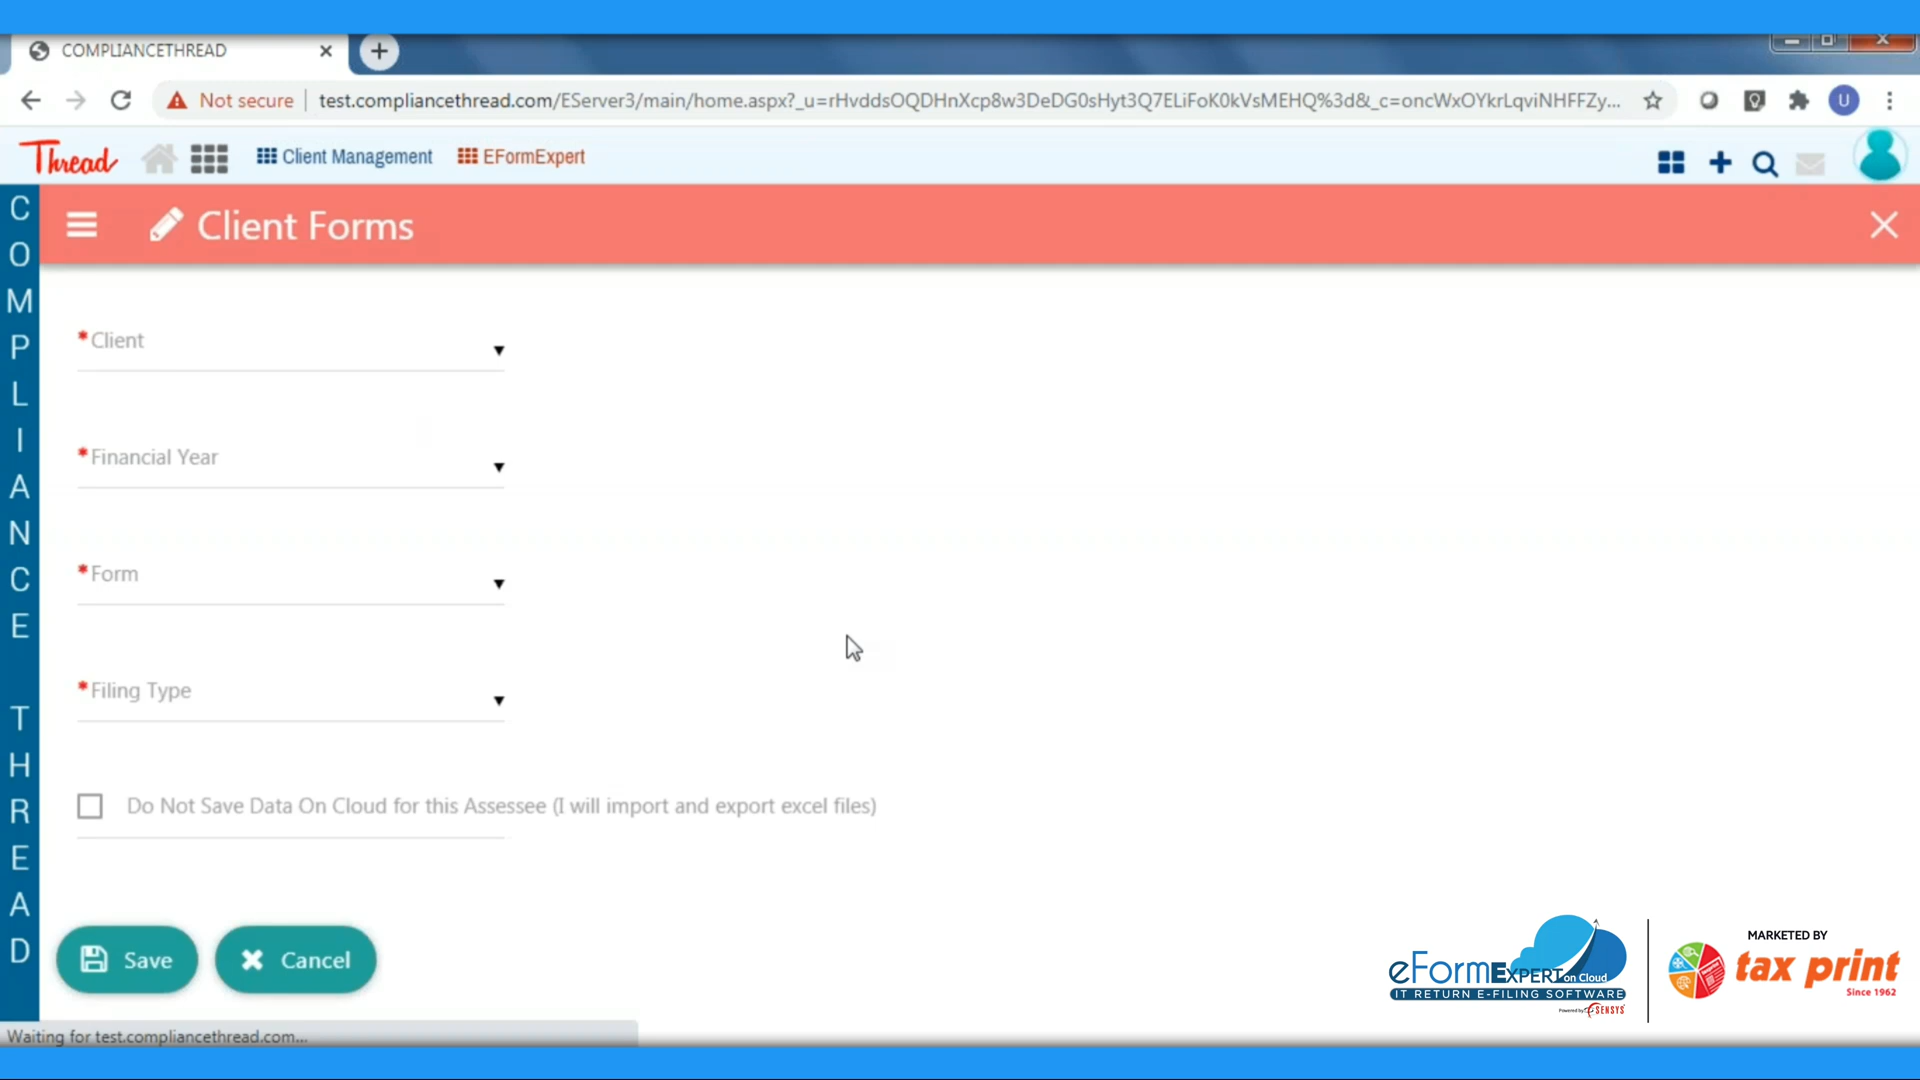 COMPLIANCETHREAD
Not secure
test.compliancethread.com/EServer3/main/home.aspx?_u=rHvddsOQDHnXcp8w3DeDG0sHyt3Q7ELiFoK0kVsMEHQ%3d&_c=oncWxOYkrLqviNHFFZy...
U
Thread
Client Management
EFormExpert
COMPLIANCE THREAD
Client Forms
*Client
*Financial Year
*Form
*Filing Type
Do Not Save Data On Cloud for this Assessee (I will import and export excel files)
Save
Cancel
eFormEXPERT on Cloud
IT RETURN E-FILING SOFTWARE
Powered by SENSYS
MARKETED BY
tax print
Since 1962
Waiting for test.compliancethread.com...